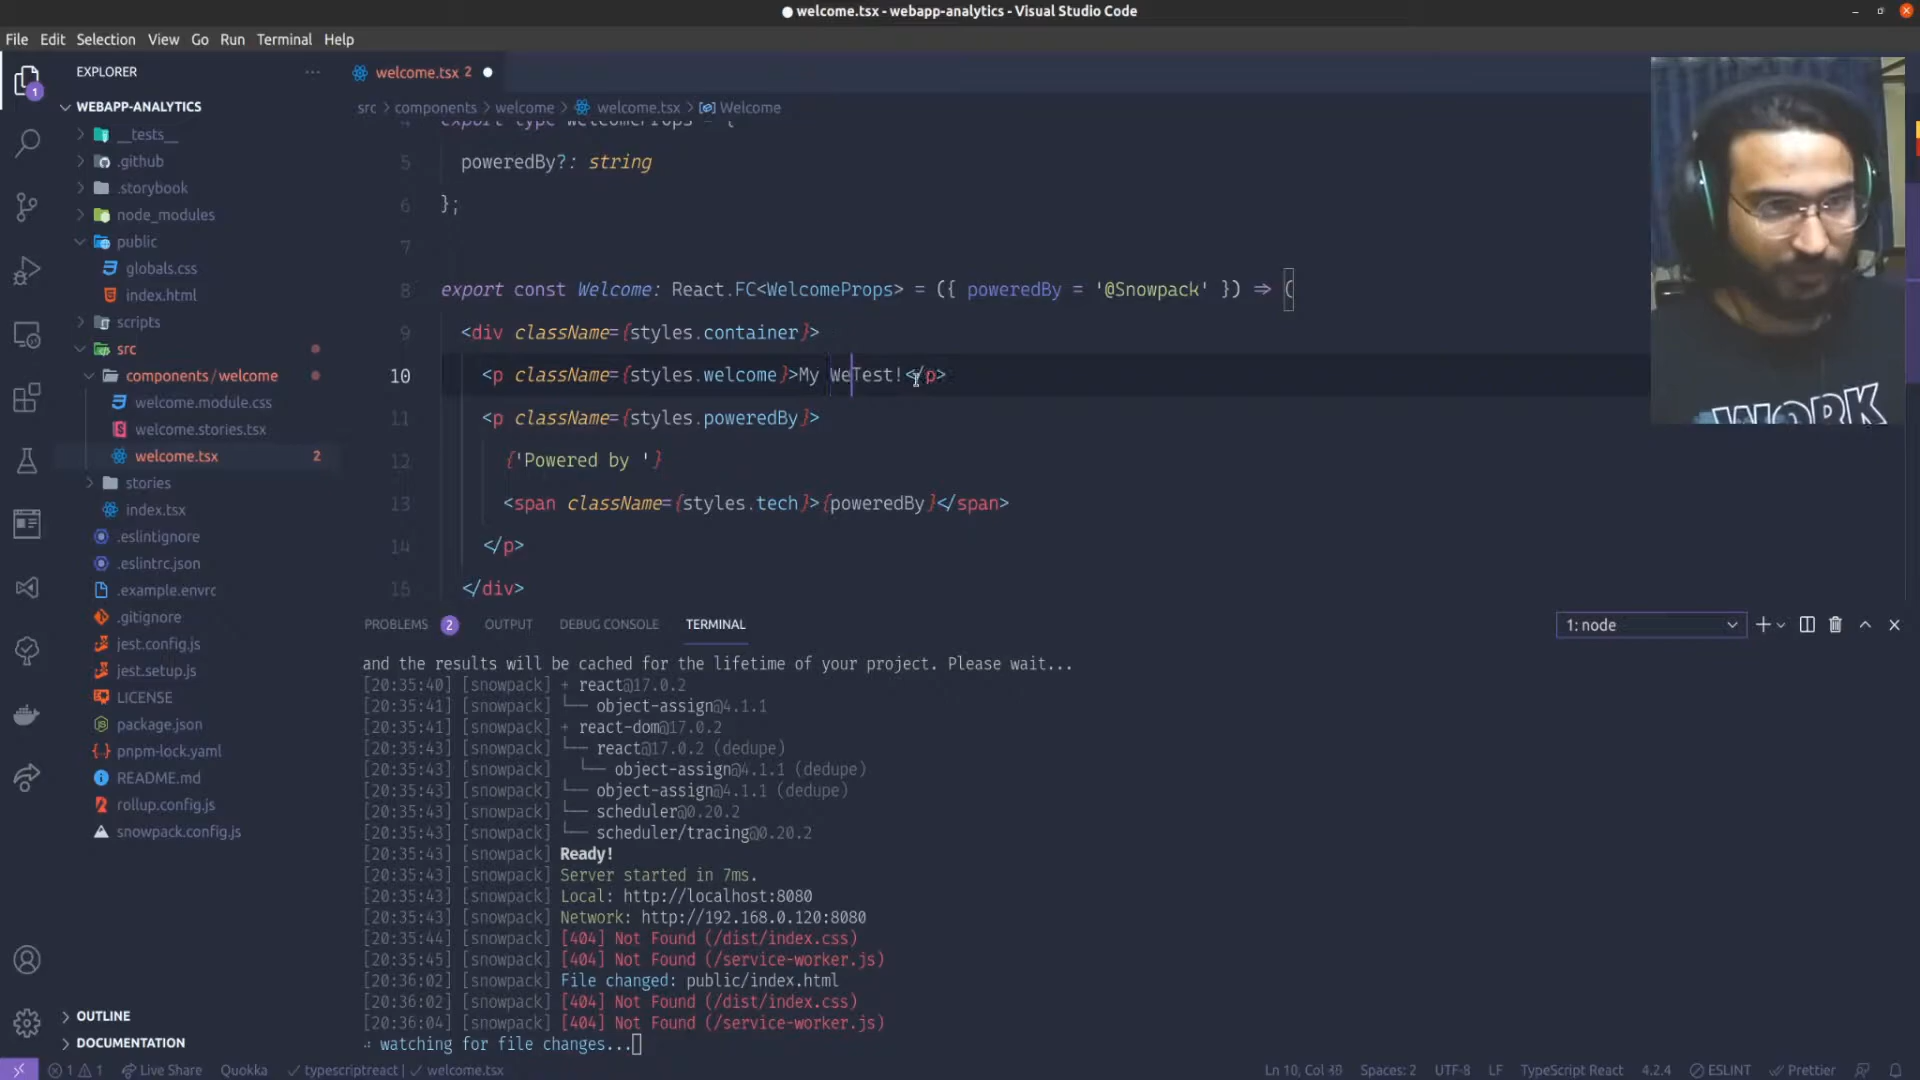 welcome.tsx - webapp-analytics - Visual Studio Code
File Edit Selection View Go Run Terminal Help
EXPLORER
welcome.tsx 2
WEBAPP-ANALYTICS
src > components > welcome > welcome.tsx > Welcome
__tests__
.github
.storybook
node_modules
public
globals.css
index.html
scripts
src
components/welcome
welcome.module.css
welcome.stories.tsx
welcome.tsx 2
stories
index.tsx
.eslintignore
.eslintrc.json
.example.envrc
.gitignore
jest.config.js
jest.setup.js
LICENSE
package.json
pnpm-lock.yaml
README.md
rollup.config.js
snowpack.config.js
OUTLINE
DOCUMENTATION
1
4 export type WelcomeProps = {
5 poweredBy?: string
6 };
7
8 export const Welcome: React.FC<WelcomeProps> = ({ poweredBy = '@Snowpack' }) => (
9 <div className={styles.container}>
10 <p className={styles.welcome}>My WeTest!</p>
11 <p className={styles.poweredBy}>
12 {'Powered by '}
13 <span className={styles.tech}>{poweredBy}</span>
14 </p>
15 </div>
WORK
PROBLEMS 2 OUTPUT DEBUG CONSOLE TERMINAL 1: node
and the results will be cached for the lifetime of your project. Please wait...
[20:35:40] [snowpack] + react@17.0.2
[20:35:41] [snowpack] └── object-assign@4.1.1
[20:35:41] [snowpack] + react-dom@17.0.2
[20:35:43] [snowpack] └── react@17.0.2 (dedupe)
[20:35:43] [snowpack]   └── object-assign@4.1.1 (dedupe)
[20:35:43] [snowpack] └── object-assign@4.1.1 (dedupe)
[20:35:43] [snowpack] └── scheduler@0.20.2
[20:35:43] [snowpack] └── scheduler/tracing@0.20.2
[20:35:43] [snowpack] Ready!
[20:35:43] [snowpack] Server started in 7ms.
[20:35:43] [snowpack] Local: http://localhost:8080
[20:35:43] [snowpack] Network: http://192.168.0.120:8080
[20:35:44] [snowpack] [404] Not Found (/dist/index.css)
[20:35:45] [snowpack] [404] Not Found (/service-worker.js)
[20:36:02] [snowpack] File changed: public/index.html
[20:36:02] [snowpack] [404] Not Found (/dist/index.css)
[20:36:04] [snowpack] [404] Not Found (/service-worker.js)
watching for file changes...
1 1 Live Share Quokka typescriptreact | welcome.tsx Spaces: 2 UTF-8 LF TypeScript React 4.2.4 ESLINT Prettier